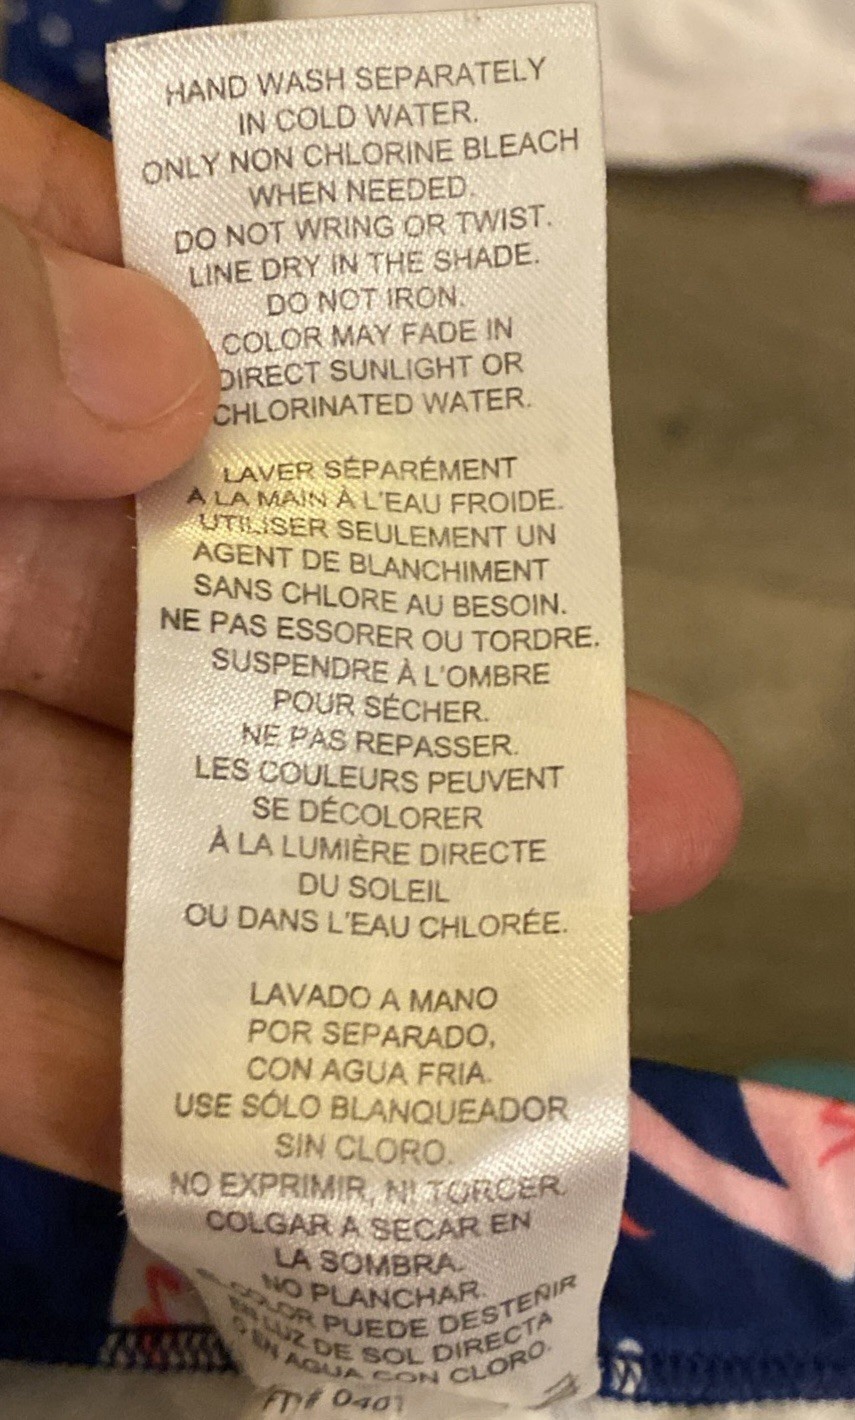 HAND WASH SEPARATELY
IN COLD WATER.
ONLY NON CHLORINE BLEACH
WHEN NEEDED.
DO NOT WRING OR TWIST.
LINE DRY IN THE SHADE.
DO NOT IRON.
COLOR MAY FADE IN
DIRECT SUNLIGHT OR
CHLORINATED WATER.
LAVER SÉPARÉMENT
À LA MAIN À L'EAU FROIDE.
UTILISER SEULEMENT UN
AGENT DE BLANCHIMENT
SANS CHLORE AU BESOIN.
NE PAS ESSORER OU TORDRE.
SUSPENDRE À L'OMBRE
POUR SÉCHER.
NE PAS REPASSER.
LES COULEURS PEUVENT
SE DÉCOLORER
À LA LUMIÈRE DIRECTE
DU SOLEIL
OU DANS L'EAU CHLORÉE.
LAVADO A MANO
POR SEPARADO,
CON AGUA FRIA.
USE SÓLO BLANQUEADOR
SIN CLORO.
NO EXPRIMIR, NI TORCER.
COLGAR A SECAR EN
LA SOMBRA.
NO PLANCHAR.
EL COLOR PUEDE DESTEÑIR
EN LUZ DE SOL DIRECTA
O EN AGUA CON CLORO.